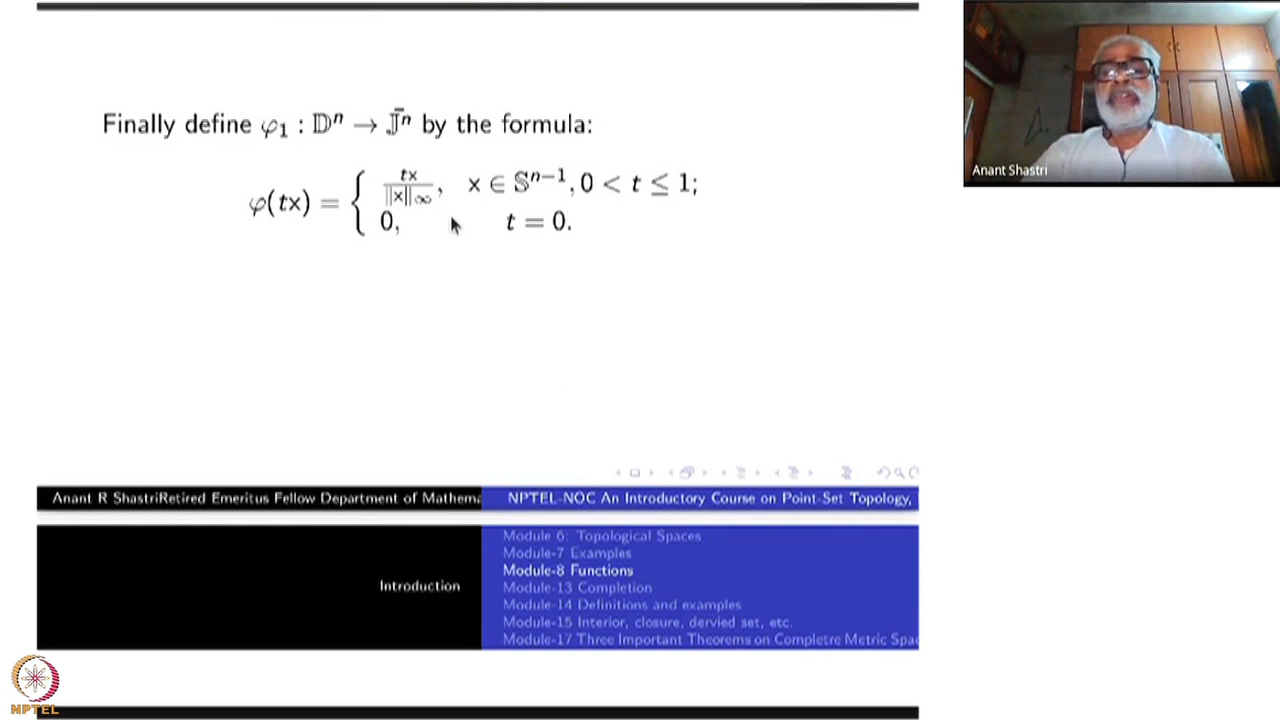 Finally define φ₁ : 𝔻ⁿ → 𝕁̄ⁿ by the formula:
φ(tx) = { tx/‖x‖∞, x ∈ 𝕊ⁿ⁻¹, 0 < t ≤ 1;
0, t = 0.
Anant Shastri
Anant R ShastriRetired Emeritus Fellow Department of Mathema
NPTEL-NOC An Introductory Course on Point-Set Topology,
Introduction
Module 6: Topological Spaces
Module-7 Examples
Module-8 Functions
Module-13 Completion
Module-14 Definitions and examples
Module-15 Interior, closure, dervied set, etc.
Module-17 Three Important Theorems on Completre Metric Spac
NPTEL